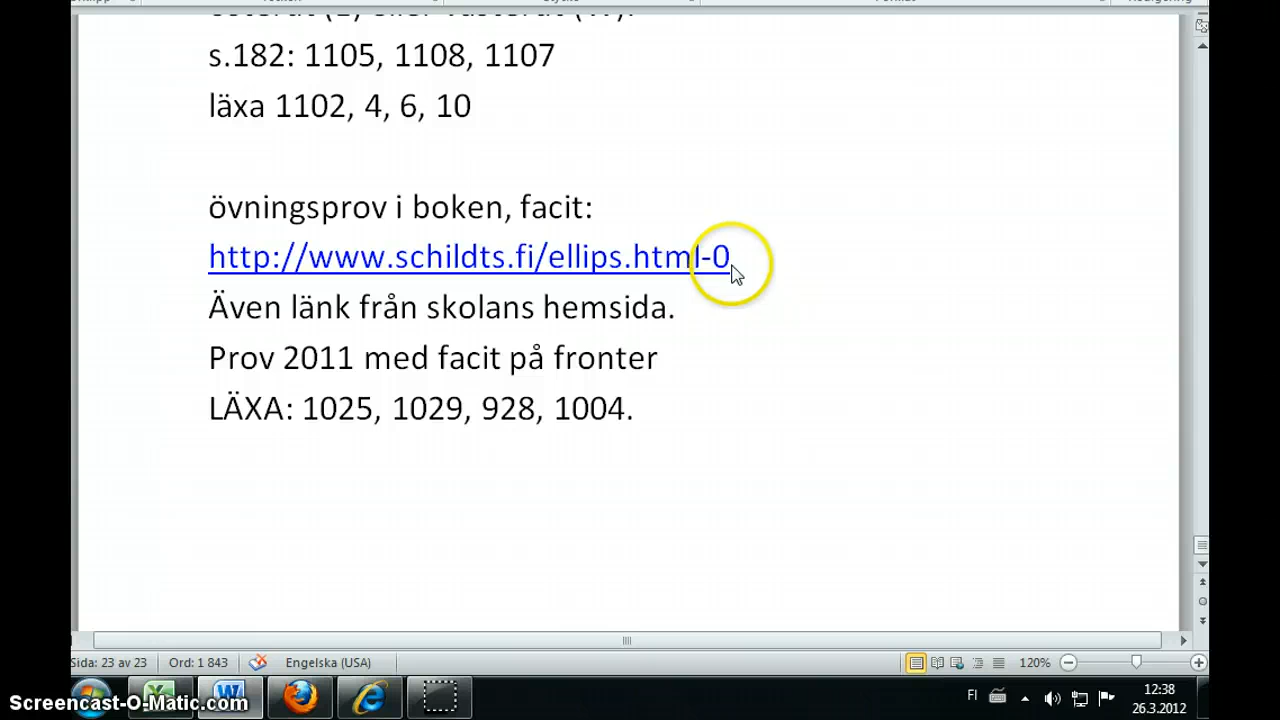 s.182: 1105, 1108, 1107
läxa 1102, 4, 6, 10
övningsprov i boken, facit:
http://www.schildts.fi/ellips.html-0
Även länk från skolans hemsida.
Prov 2011 med facit på fronter
LÄXA: 1025, 1029, 928, 1004.
Sida: 23 av 23 Ord: 1 843 Engelska (USA) 120%
FI 12:38
26.3.2012
Screencast-O-Matic.com